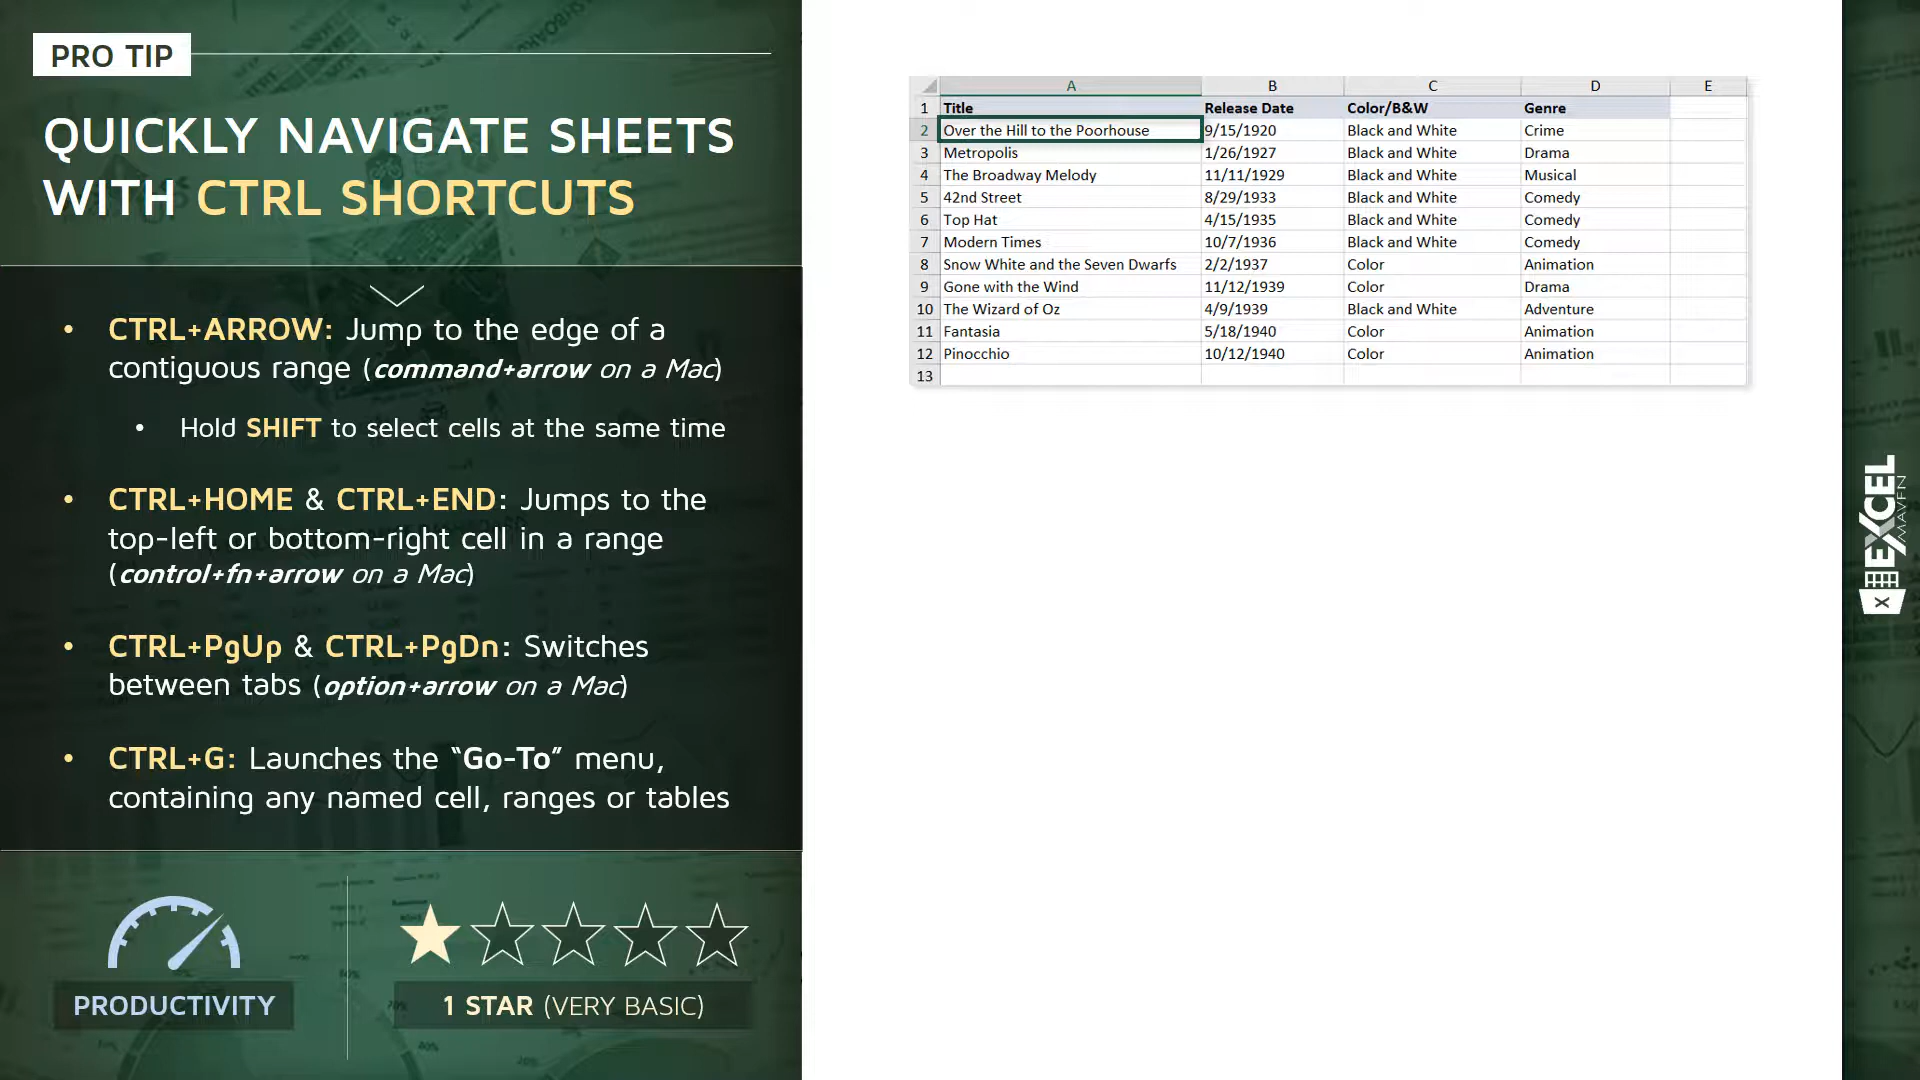 PRO TIP
QUICKLY NAVIGATE SHEETS
WITH CTRL SHORTCUTS
• CTRL+ARROW: Jump to the edge of a
contiguous range (command+arrow on a Mac)
• Hold SHIFT to select cells at the same time
• CTRL+HOME & CTRL+END: Jumps to the
top-left or bottom-right cell in a range
(control+fn+arrow on a Mac)
• CTRL+PgUp & CTRL+PgDn: Switches
between tabs (option+arrow on a Mac)
• CTRL+G: Launches the “Go-To” menu,
containing any named cell, ranges or tables
PRODUCTIVITY
1 STAR (VERY BASIC)
A B C D E
1 Title Release Date Color/B&W Genre
2 Over the Hill to the Poorhouse 9/15/1920 Black and White Crime
3 Metropolis 1/26/1927 Black and White Drama
4 The Broadway Melody 11/11/1929 Black and White Musical
5 42nd Street 8/29/1933 Black and White Comedy
6 Top Hat 4/15/1935 Black and White Comedy
7 Modern Times 10/7/1936 Black and White Comedy
8 Snow White and the Seven Dwarfs 2/2/1937 Color Animation
9 Gone with the Wind 11/12/1939 Color Drama
10 The Wizard of Oz 4/9/1939 Black and White Adventure
11 Fantasia 5/18/1940 Color Animation
12 Pinocchio 10/12/1940 Color Animation
13
X EXCEL
MAVEN